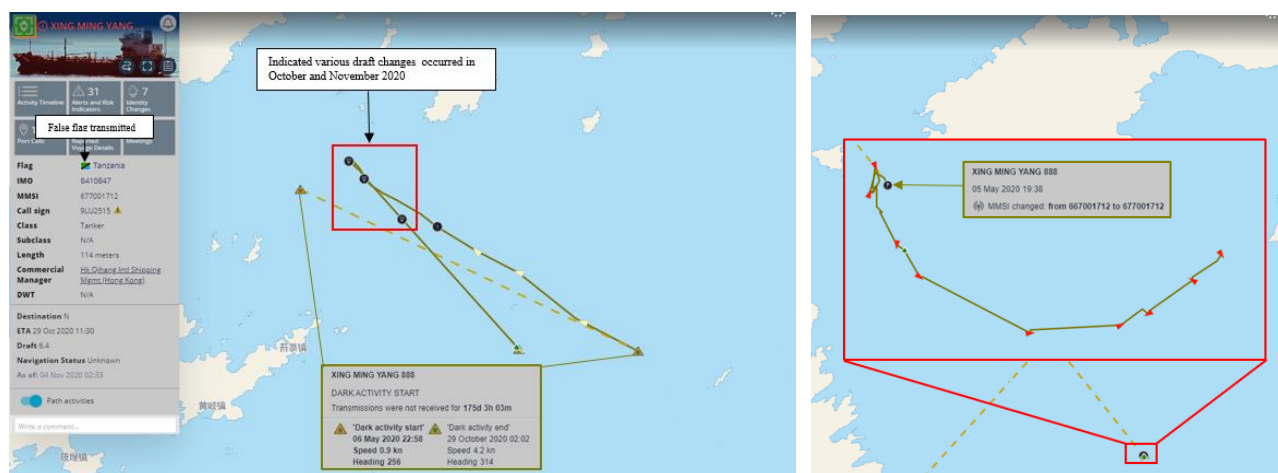 XING MING YANG
Activity Timeline
31
Alerts and Risk
Indicators
7
Identity
Changes
False flag transmitted
Port Calls
Reported
Voyage Details
Meetings
Flag Tanzania
IMO 8410847
MMSI 677001712
Call sign 9LU2515
Class Tanker
Subclass N/A
Length 114 meters
Commercial Hk Qihang Intl Shipping
Manager Mgmt (Hong Kong)
DWT N/A
Destination N
ETA 29 Oct 2020 11:30
Draft 6.4
Navigation Status Unknown
As of: 04 Nov 2020 02:33
Path activities
Write a comment...
Indicated various draft changes occurred in
October and November 2020
黄岐镇
筱埕镇
XING MING YANG 888
DARK ACTIVITY START
Transmissions were not received for 175d 3h 03m
'Dark activity start' 'Dark activity end'
06 May 2020 22:58 29 October 2020 02:02
Speed 0.9 kn Speed 4.2 kn
Heading 256 Heading 314
XING MING YANG 888
05 May 2020 19:38
MMSI changed: from 667001712 to 677001712